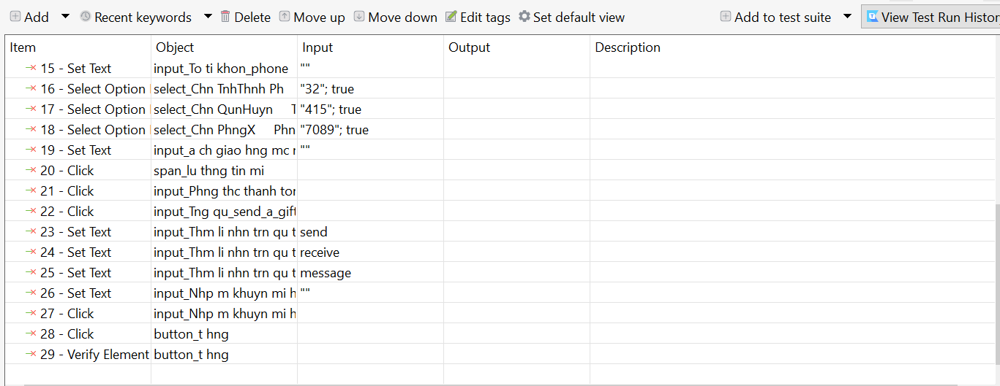 Add Recent keywords Delete Move up Move down Edit tags Set default view Add to test suite View Test Run Histor
Item Object Input Output Description
15 - Set Text input_To ti khon_phone ""
16 - Select Option select_Chn TnhThnh Ph "32"; true
17 - Select Option select_Chn QunHuyn T "415"; true
18 - Select Option select_Chn PhngX Phn "7089"; true
19 - Set Text input_a ch giao hng mc ""
20 - Click span_lu thng tin mi
21 - Click input_Phng thc thanh tor
22 - Click input_Tng qu_send_a_gift
23 - Set Text input_Thm li nhn trn qu t send
24 - Set Text input_Thm li nhn trn qu t receive
25 - Set Text input_Thm li nhn trn qu t message
26 - Set Text input_Nhp m khuyn mi h ""
27 - Click input_Nhp m khuyn mi h
28 - Click button_t hng
29 - Verify Element button_t hng